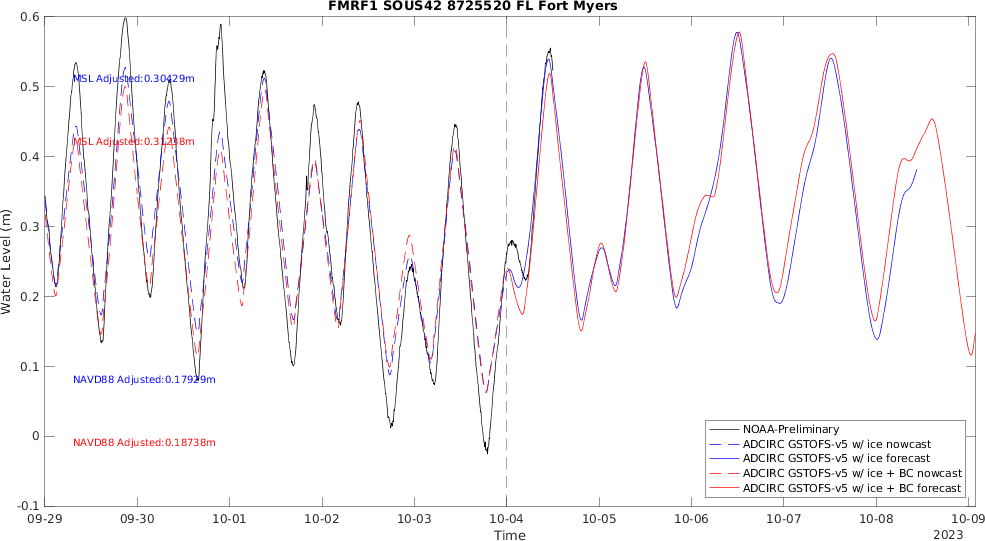 FMRF1 SOUS42 8725520 FL Fort Myers
0.6
0.5
0.4
0.3
0.2
0.1
0
-0.1
Water Level (m)
MSL Adjusted:0.30429m
MSL Adjusted:0.31238m
NAVD88 Adjusted:0.17929m
NAVD88 Adjusted:0.18738m
NOAA-Preliminary
ADCIRC GSTOFS-v5 w/ ice nowcast
ADCIRC GSTOFS-v5 w/ ice forecast
ADCIRC GSTOFS-v5 w/ ice + BC nowcast
ADCIRC GSTOFS-v5 w/ ice + BC forecast
09-29 09-30 10-01 10-02 10-03 10-04 10-05 10-06 10-07 10-08 10-09
Time
2023